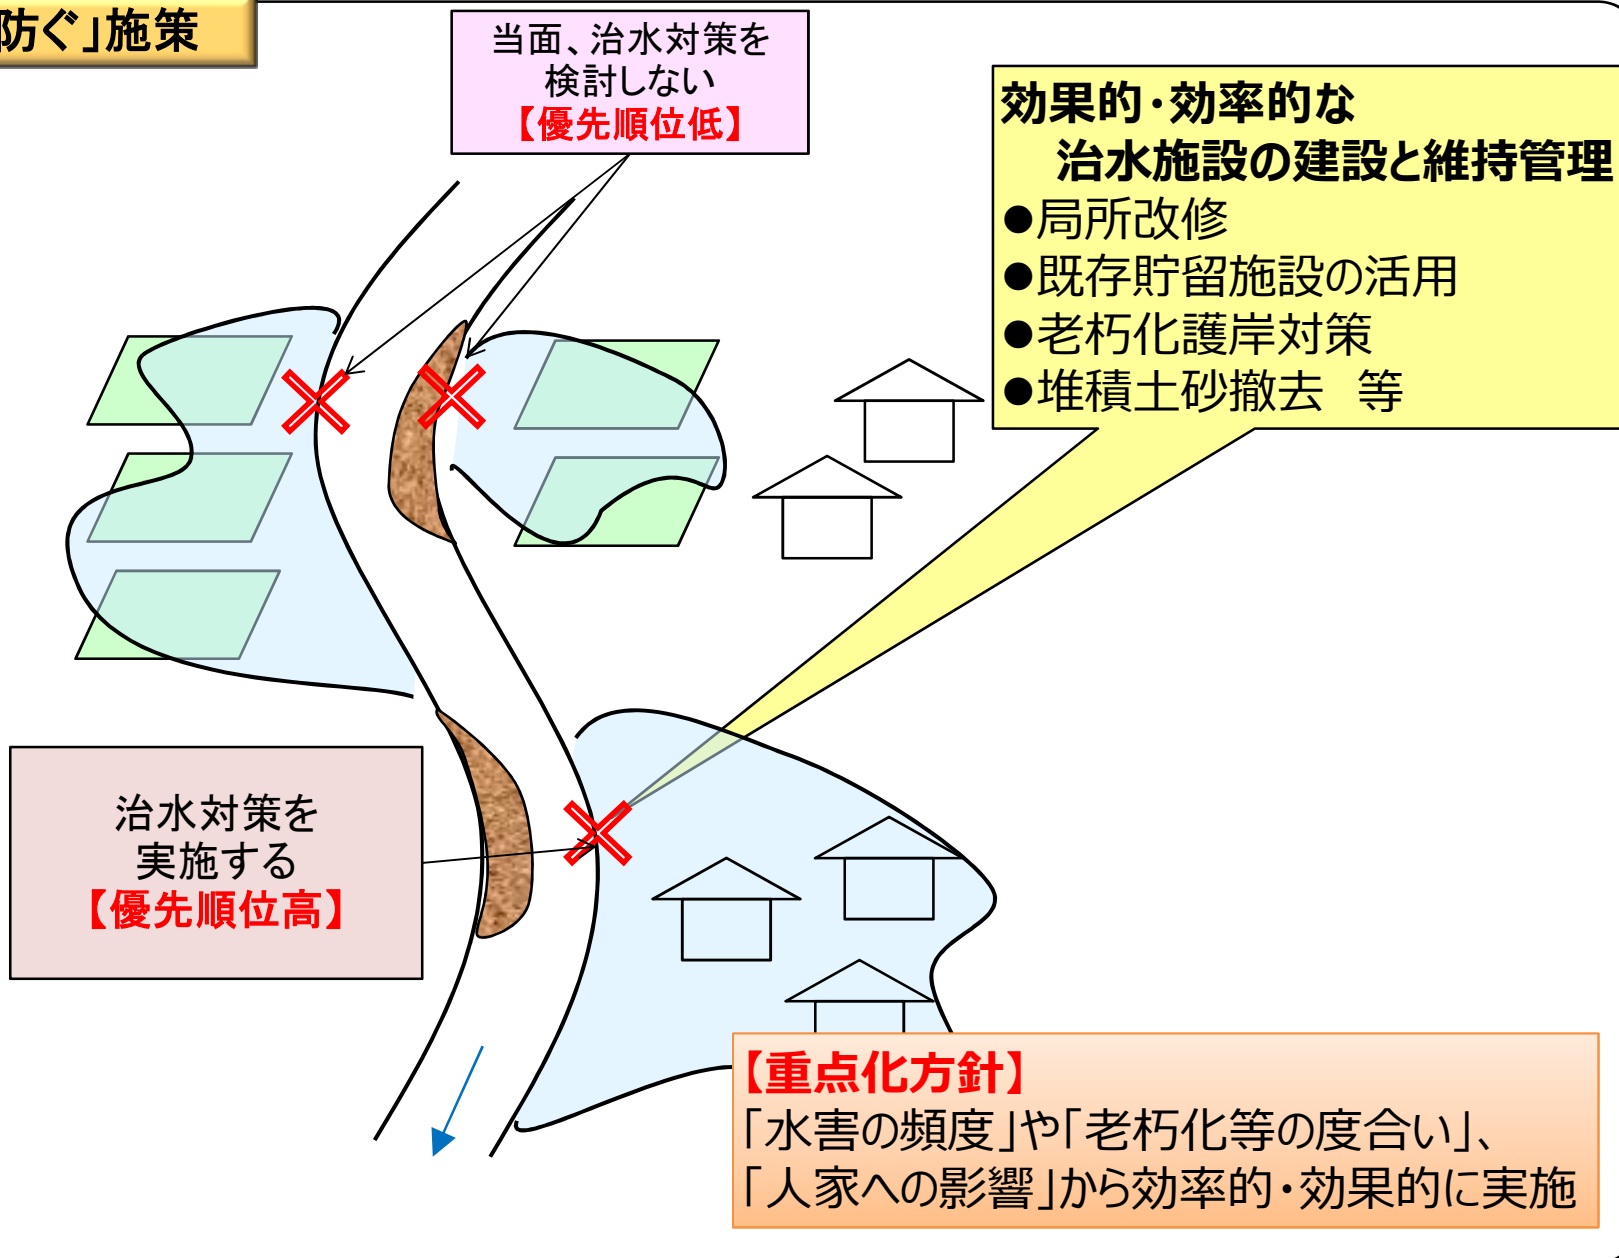 防ぐ」施策
当面、治水対策を
検討しない
【優先順位低】
効果的・効率的な
治水施設の建設と維持管理
●局所改修
●既存貯留施設の活用
●老朽化護岸対策
●堆積土砂撤去　等
治水対策を
実施する
【優先順位高】
【重点化方針】
「水害の頻度」や「老朽化等の度合い」、
「人家への影響」から効率的・効果的に実施